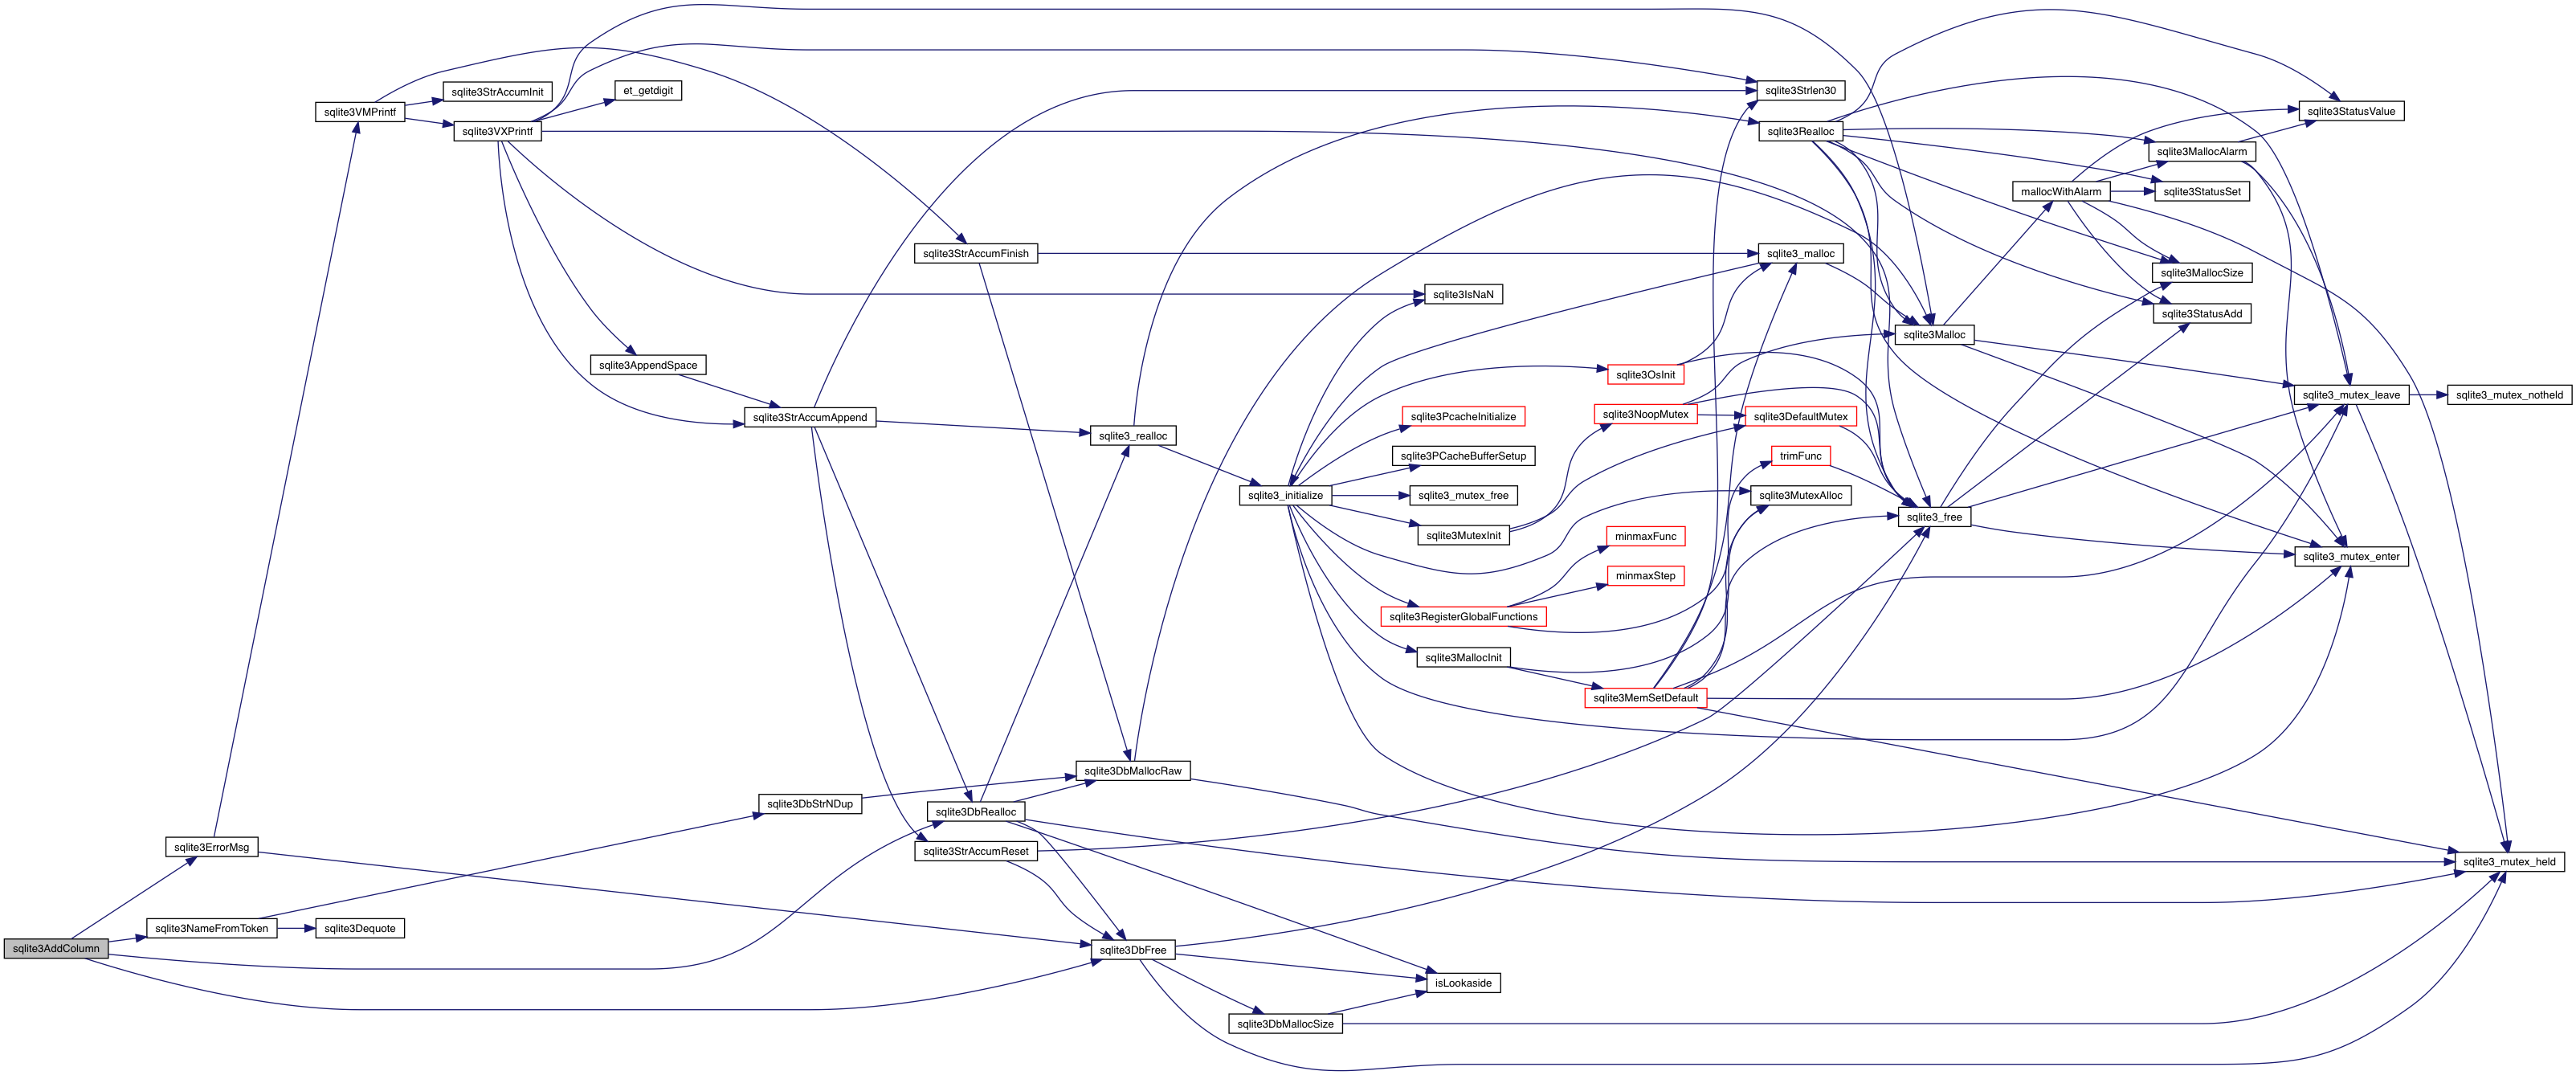 sqlite3AddColumn
sqlite3ErrorMsg
sqlite3NameFromToken
sqlite3VMPrintf
sqlite3Dequote
sqlite3StrAccumInit
sqlite3VXPrintf
et_getdigit
sqlite3AppendSpace
sqlite3StrAccumAppend
sqlite3DbStrNDup
sqlite3StrAccumFinish
sqlite3DbRealloc
sqlite3StrAccumReset
sqlite3_realloc
sqlite3DbMallocRaw
sqlite3DbFree
sqlite3_initialize
sqlite3DbMallocSize
sqlite3IsNaN
sqlite3PcacheInitialize
sqlite3PCacheBufferSetup
sqlite3_mutex_free
sqlite3MutexInit
sqlite3RegisterGlobalFunctions
sqlite3MallocInit
isLookaside
sqlite3OsInit
sqlite3NoopMutex
minmaxFunc
minmaxStep
sqlite3MemSetDefault
sqlite3Strlen30
sqlite3Realloc
sqlite3_malloc
sqlite3DefaultMutex
trimFunc
sqlite3MutexAlloc
sqlite3Malloc
sqlite3_free
mallocWithAlarm
sqlite3MallocAlarm
sqlite3StatusSet
sqlite3MallocSize
sqlite3StatusAdd
sqlite3StatusValue
sqlite3_mutex_leave
sqlite3_mutex_enter
sqlite3_mutex_notheld
sqlite3_mutex_held